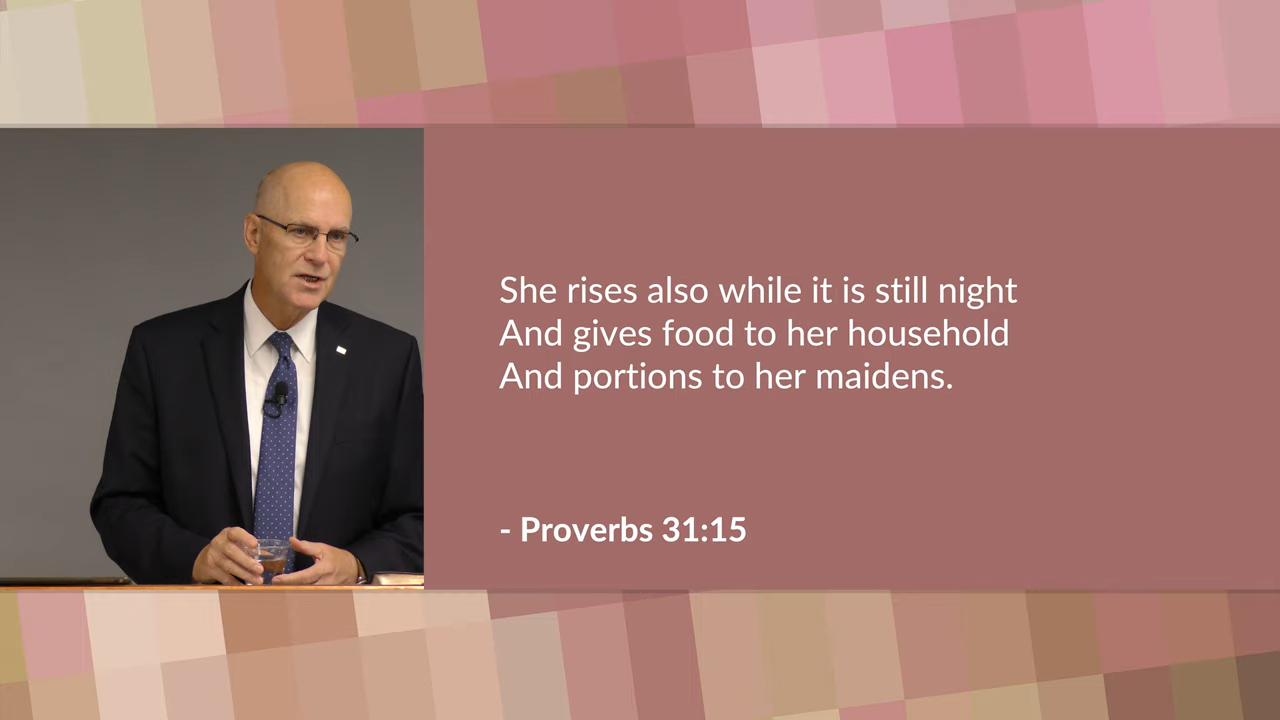 She rises also while it is still night
And gives food to her household
And portions to her maidens.
- Proverbs 31:15